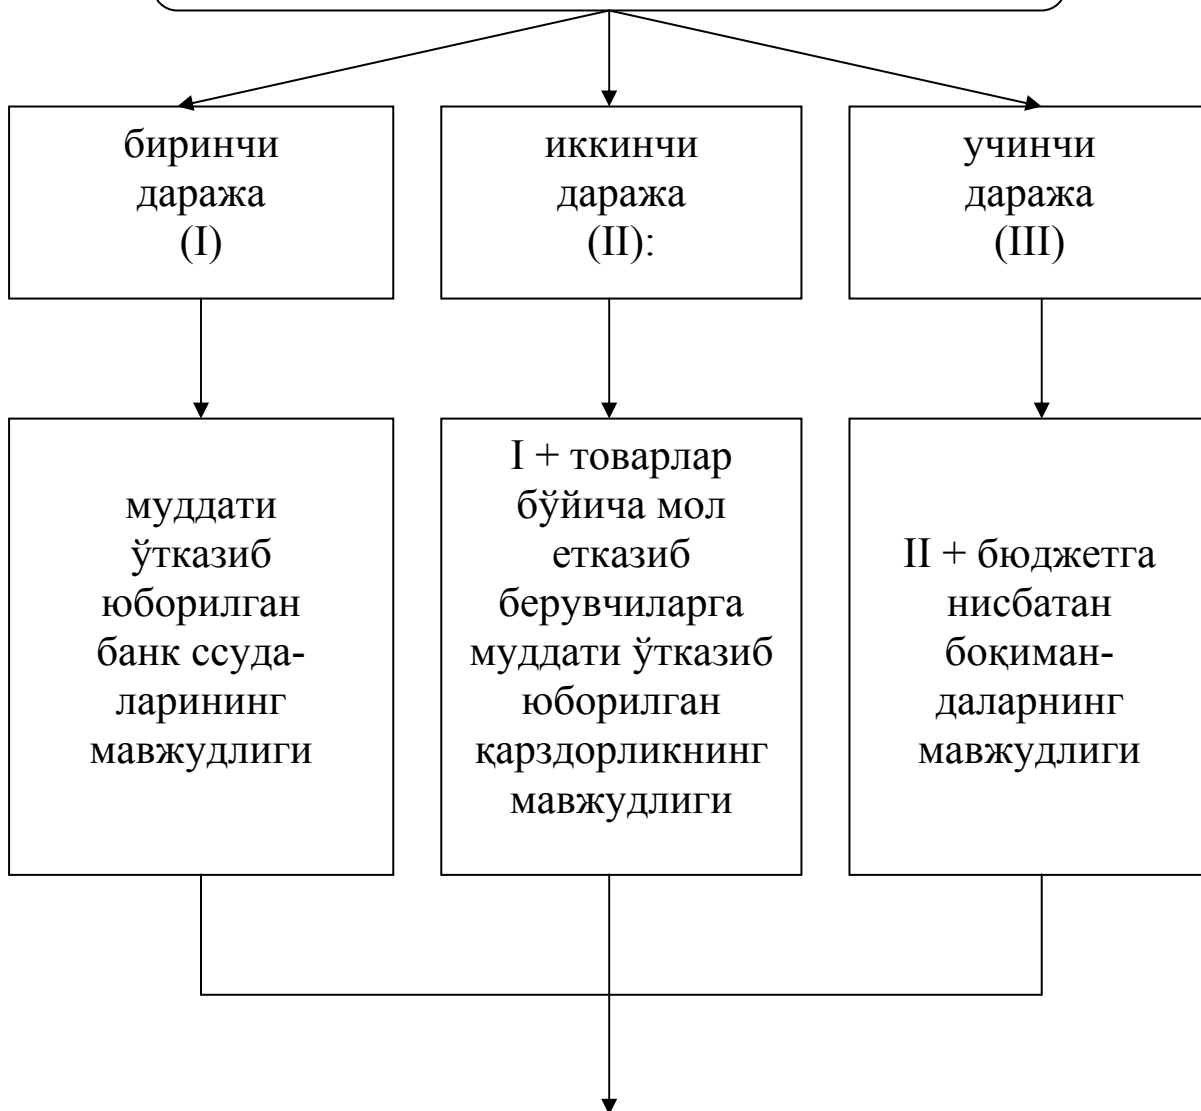 биринчи
даража
(I)
иккинчи
даража
(II):
учинчи
даража
(III)
муддати
ўтказиб
юборилган
банк ссуда-
ларининг
мавжудлиги
I + товарлар
бўйича мол
етказиб
берувчиларга
муддати ўтказиб
юборилган
қарздорликнинг
мавжудлиги
II + бюджетга
нисбатан
боқиман-
даларнинг
мавжудлиги